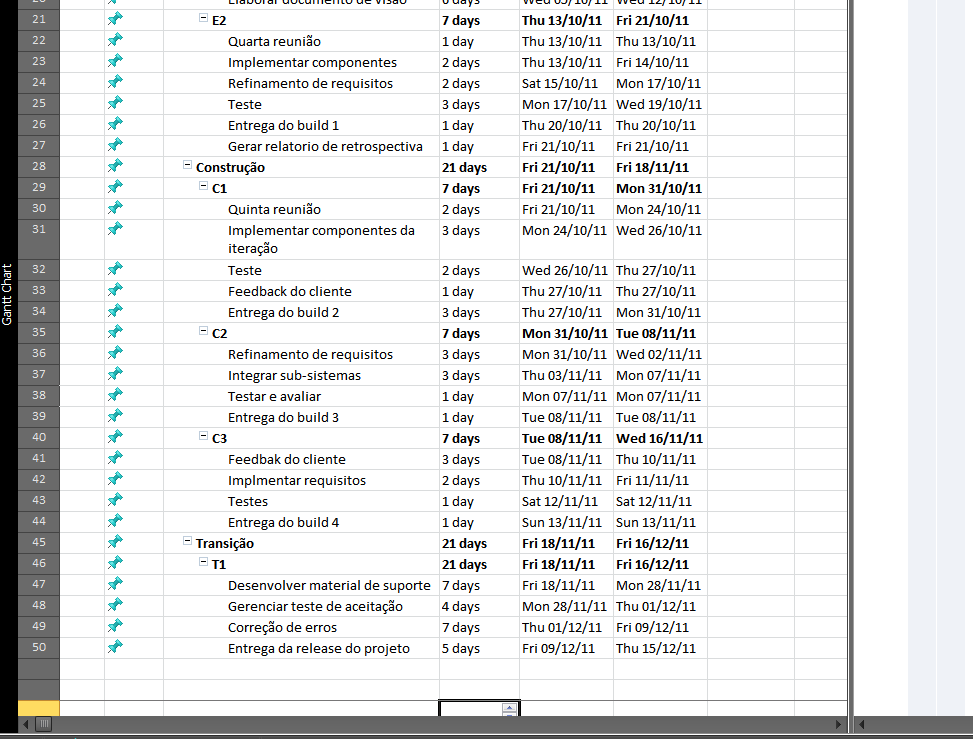 20 Elaborar documento de visão 6 days Wed 05/10/11 Wed 12/10/11
21 E2 7 days Thu 13/10/11 Fri 21/10/11
22 Quarta reunião 1 day Thu 13/10/11 Thu 13/10/11
23 Implementar componentes 2 days Thu 13/10/11 Fri 14/10/11
24 Refinamento de requisitos 2 days Sat 15/10/11 Mon 17/10/11
25 Teste 3 days Mon 17/10/11 Wed 19/10/11
26 Entrega do build 1 1 day Thu 20/10/11 Thu 20/10/11
27 Gerar relatorio de retrospectiva 1 day Fri 21/10/11 Fri 21/10/11
28 Construção 21 days Fri 21/10/11 Fri 18/11/11
29 C1 7 days Fri 21/10/11 Mon 31/10/11
30 Quinta reunião 2 days Fri 21/10/11 Mon 24/10/11
31 Implementar componentes da 3 days Mon 24/10/11 Wed 26/10/11
iteração
32 Teste 2 days Wed 26/10/11 Thu 27/10/11
33 Feedback do cliente 1 day Thu 27/10/11 Thu 27/10/11
34 Entrega do build 2 3 days Thu 27/10/11 Mon 31/10/11
35 C2 7 days Mon 31/10/11 Tue 08/11/11
36 Refinamento de requisitos 3 days Mon 31/10/11 Wed 02/11/11
37 Integrar sub-sistemas 3 days Thu 03/11/11 Mon 07/11/11
38 Testar e avaliar 1 day Mon 07/11/11 Mon 07/11/11
39 Entrega do build 3 1 day Tue 08/11/11 Tue 08/11/11
40 C3 7 days Tue 08/11/11 Wed 16/11/11
41 Feedbak do cliente 3 days Tue 08/11/11 Thu 10/11/11
42 Implmentar requisitos 2 days Thu 10/11/11 Fri 11/11/11
43 Testes 1 day Sat 12/11/11 Sat 12/11/11
44 Entrega do build 4 1 day Sun 13/11/11 Sun 13/11/11
45 Transição 21 days Fri 18/11/11 Fri 16/12/11
46 T1 21 days Fri 18/11/11 Fri 16/12/11
47 Desenvolver material de suporte 7 days Fri 18/11/11 Mon 28/11/11
48 Gerenciar teste de aceitação 4 days Mon 28/11/11 Thu 01/12/11
49 Correção de erros 7 days Thu 01/12/11 Fri 09/12/11
50 Entrega da release do projeto 5 days Fri 09/12/11 Thu 15/12/11
Gantt Chart